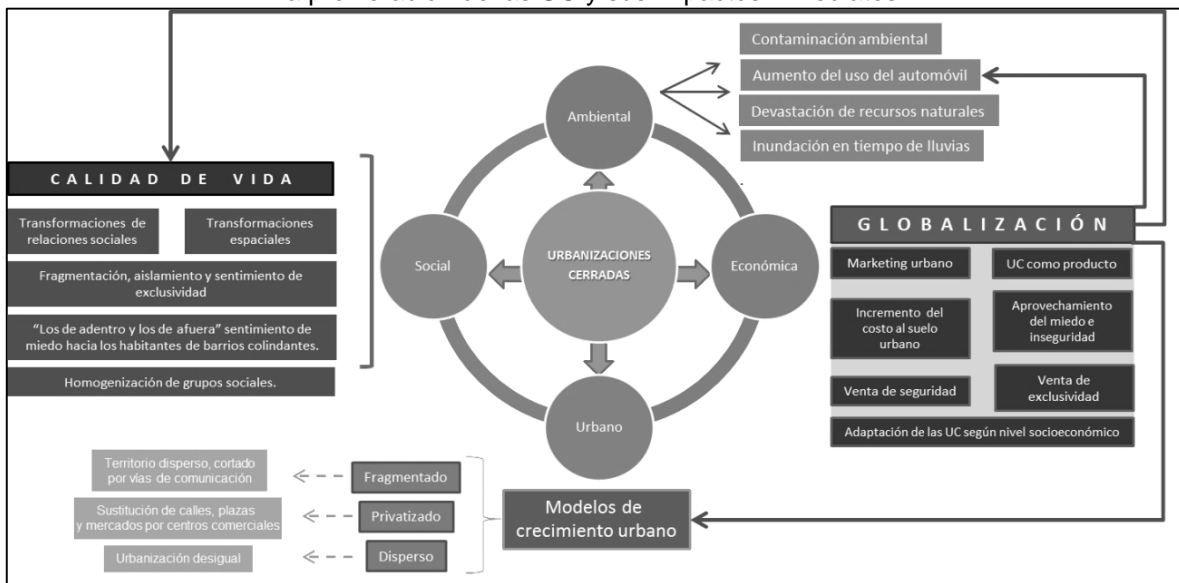 Contaminación ambiental
Aumento del uso del automóvil
Devastación de recursos naturales
Inundación en tiempo de lluvias
Ambiental
CALIDAD DE VIDA
Transformaciones de
relaciones sociales
Transformaciones
espaciales
Fragmentación, aislamiento y sentimiento de
exclusividad
“Los de adentro y los de afuera” sentimiento de
miedo hacia los habitantes de barrios colindantes.
Homogenización de grupos sociales.
Social
URBANIZACIONES
CERRADAS
Económica
Urbano
GLOBALIZACIÓN
Marketing urbano
UC como producto
Incremento del
costo al suelo
urbano
Aprovechamiento
del miedo e
inseguridad
Venta de seguridad
Venta de
exclusividad
Adaptación de las UC según nivel socioeconómico
Territorio disperso, cortado
por vías de comunicación
Fragmentado
Sustitución de calles, plazas
y mercados por centros comerciales
Privatizado
Urbanización desigual
Disperso
Modelos de
crecimiento urbano